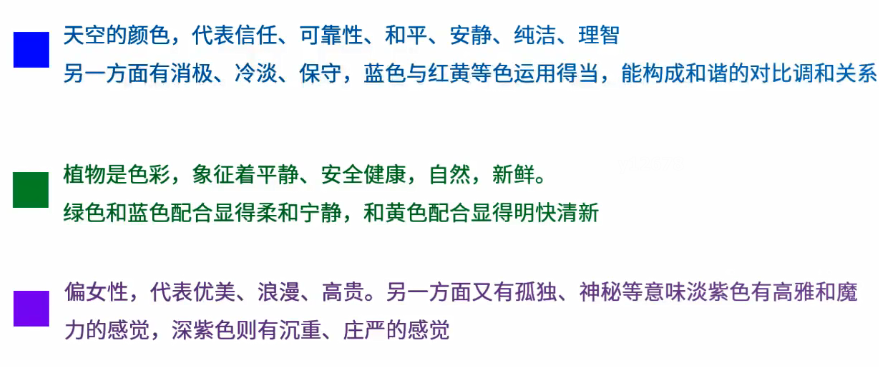 天空的颜色，代表信任、可靠性、和平、安静、纯洁、理智
另一方面有消极、冷淡、保守，蓝色与红黄等色运用得当，能构成和谐的对比调和关系
植物是色彩，象征着平静、安全健康，自然，新鲜。
绿色和蓝色配合显得柔和宁静，和黄色配合显得明快清新
偏女性，代表优美、浪漫、高贵。另一方面又有孤独、神秘等意味淡紫色有高雅和魔
力的感觉，深紫色则有沉重、庄严的感觉